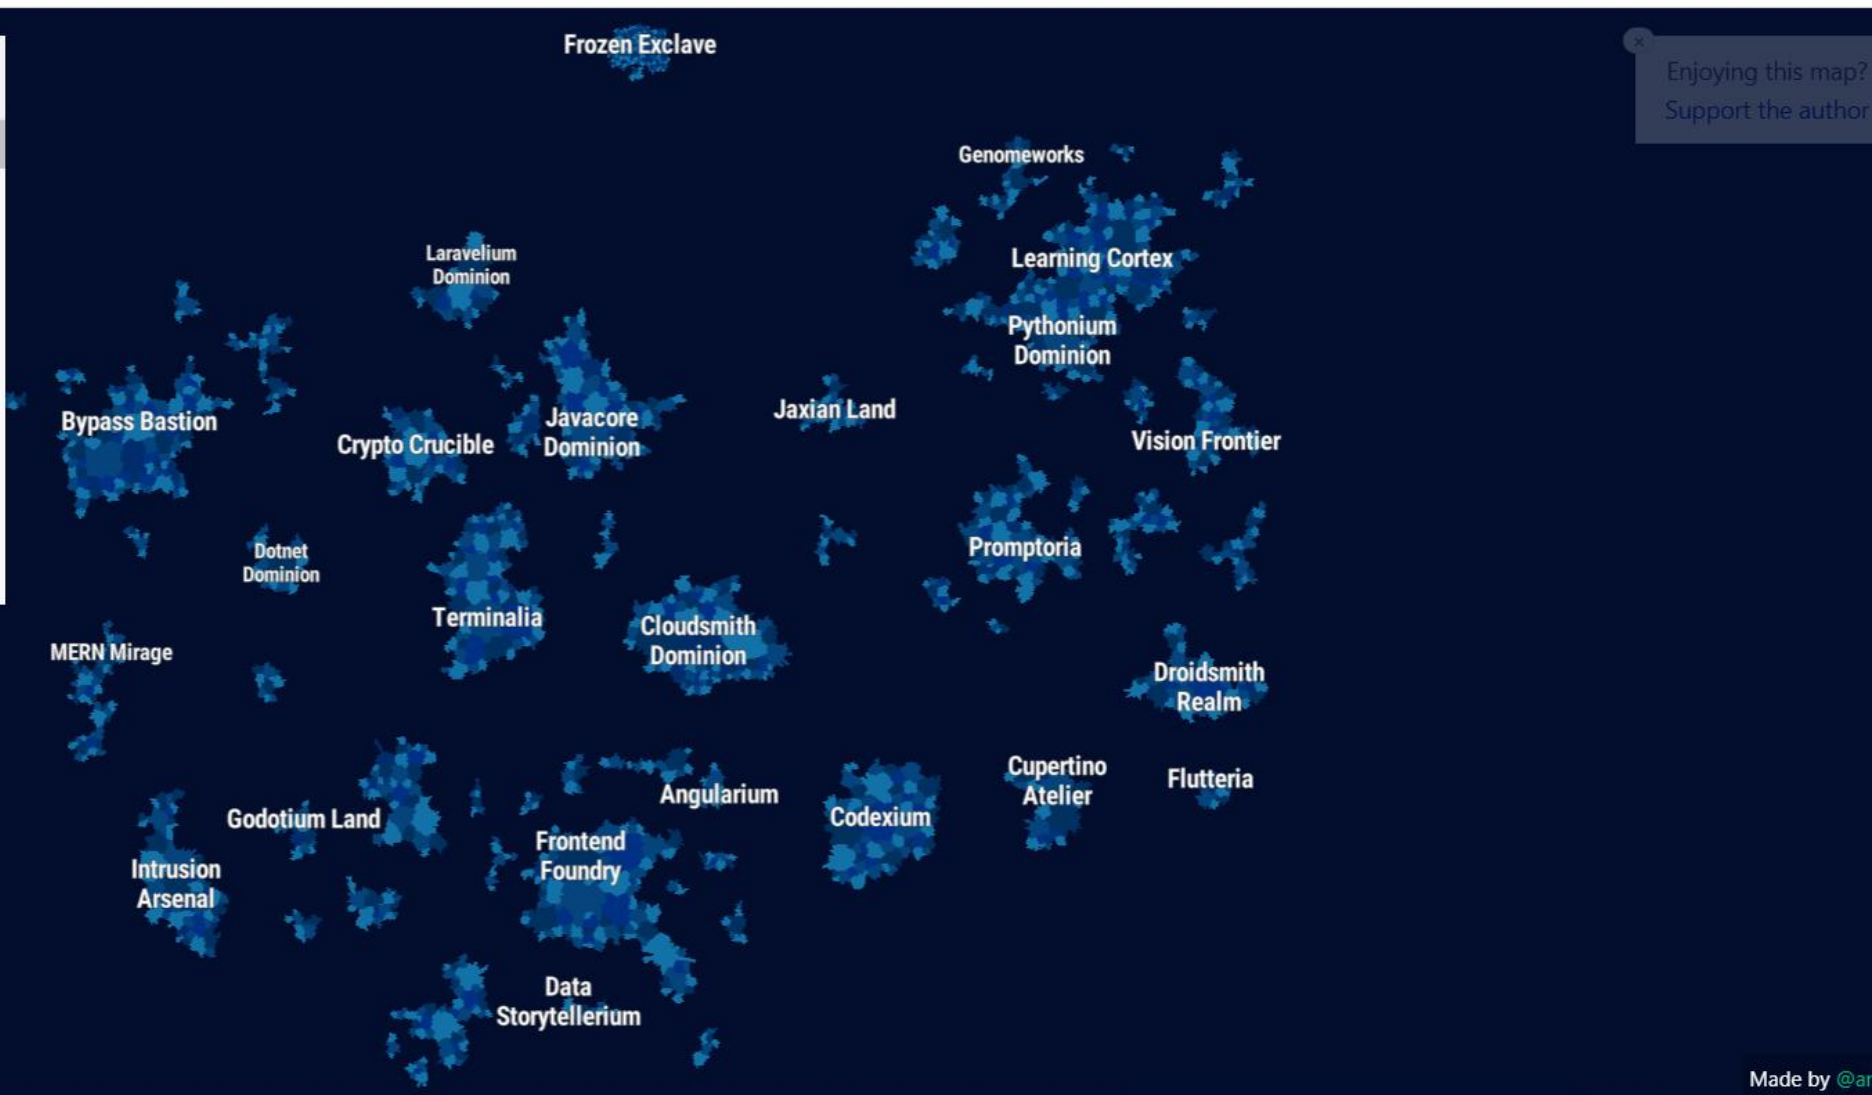 Frozen Exclave
Enjoying this map?
Support the author
Genomeworks
Laravelium
Dominion
Learning Cortex
Pythonium
Dominion
Bypass Bastion
Crypto Crucible
Javacore
Dominion
Jaxian Land
Vision Frontier
Dotnet
Dominion
Promptoria
Terminalia
Cloudsmith
Dominion
MERN Mirage
Droidsmith
Realm
Angularium
Cupertino
Atelier
Flutteria
Godotium Land
Codexium
Frontend
Foundry
Intrusion
Arsenal
Data
Storytellerium
Made by